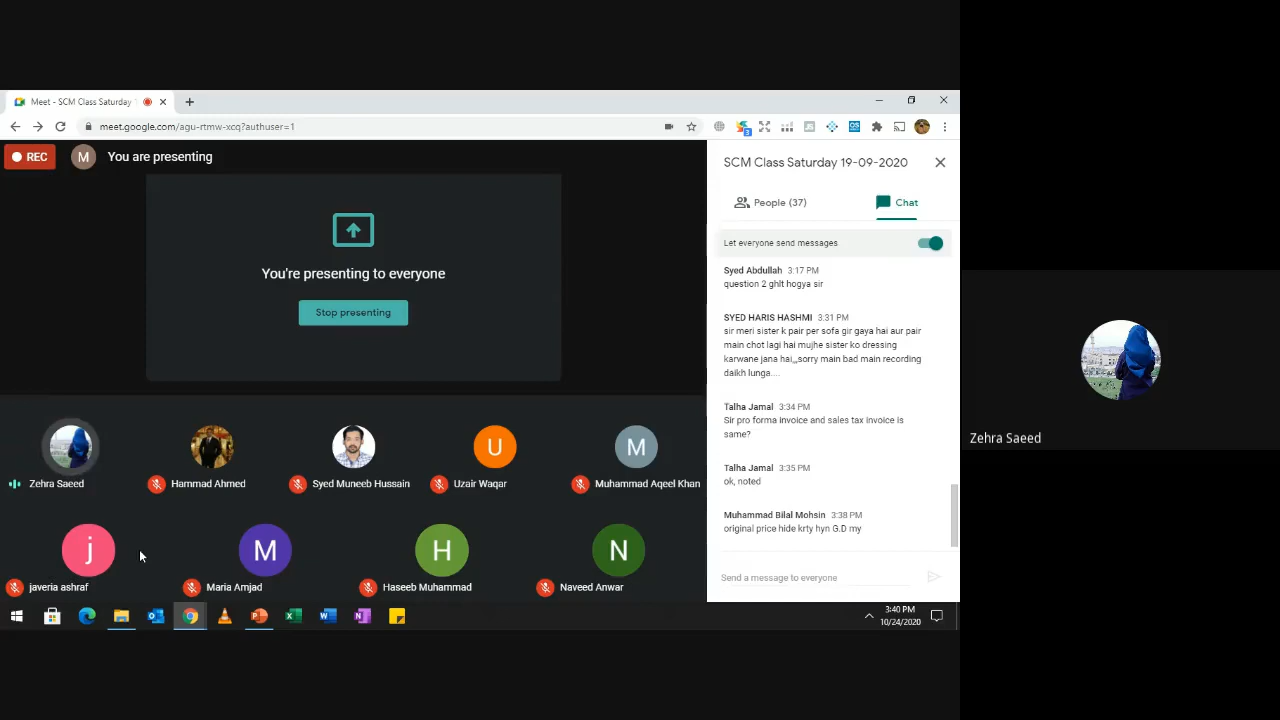 Meet - SCM Class Saturday
meet.google.com/agu-rtmw-xcq?authuser=1
REC
M
You are presenting
You're presenting to everyone
Stop presenting
Zehra Saeed
Hammad Ahmed
Syed Muneeb Hussain
U
Uzair Waqar
M
Muhammad Aqeel Khan
j
javeria ashraf
M
Maria Amjad
H
Haseeb Muhammad
N
Naveed Anwar
SCM Class Saturday 19-09-2020
People (37)
Chat
Let everyone send messages
Syed Abdullah 3:17 PM
question 2 ghlt hogya sir
SYED HARIS HASHMI 3:31 PM
sir meri sister k pair per sofa gir gaya hai aur pair
main chot lagi hai mujhe sister ko dressing
karwane jana hai,,,sorry main bad main recording
daikh lunga....
Talha Jamal 3:34 PM
Sir pro forma invoice and sales tax invoice is
same?
Talha Jamal 3:35 PM
ok, noted
Muhammad Bilal Mohsin 3:38 PM
original price hide krty hyn G.D my
Send a message to everyone
3:40 PM
10/24/2020
Zehra Saeed